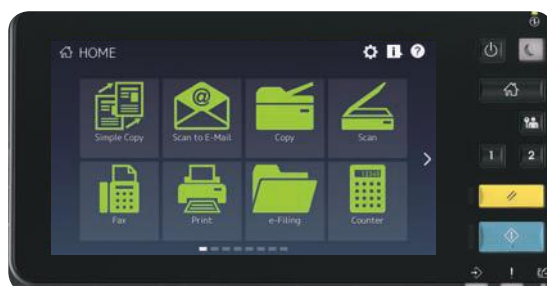 HOME
Simple Copy
Scan to E-Mail
Copy
Scan
Fax
Print
e-Filing
Counter
1 2